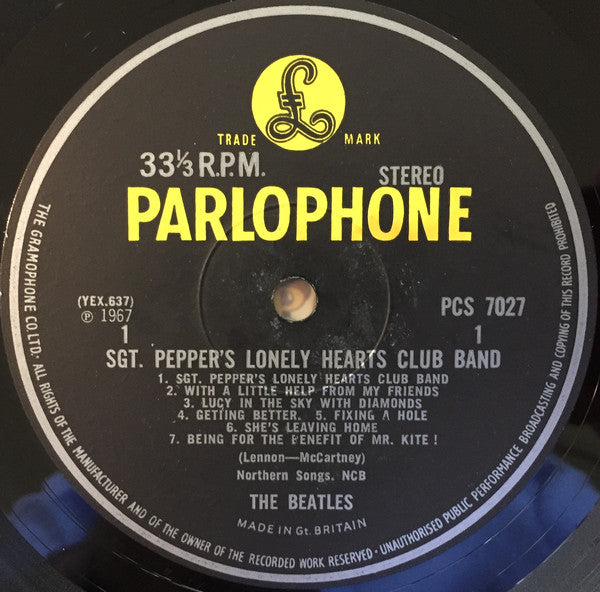 £
TRADE MARK
33⅓ R.P.M. STEREO
PARLOPHONE
(YEX.637) PCS 7027
℗ 1967
1 1
SGT. PEPPER'S LONELY HEARTS CLUB BAND
1. SGT. PEPPER'S LONELY HEARTS CLUB BAND
2. WITH A LITTLE HELP FROM MY FRIENDS
3. LUCY IN THE SKY WITH DIAMONDS
4. GETTING BETTER. 5. FIXING A HOLE
6. SHE'S LEAVING HOME
7. BEING FOR THE BENEFIT OF MR. KITE !
(Lennon—McCartney)
Northern Songs. NCB
THE BEATLES
MADE IN Gt. BRITAIN
THE GRAMOPHONE CO. LTD. · ALL RIGHTS OF THE MANUFACTURER AND OF THE OWNER OF THE RECORDED WORK RESERVED · UNAUTHORISED PUBLIC PERFORMANCE BROADCASTING AND COPYING OF THIS RECORD PROHIBITED